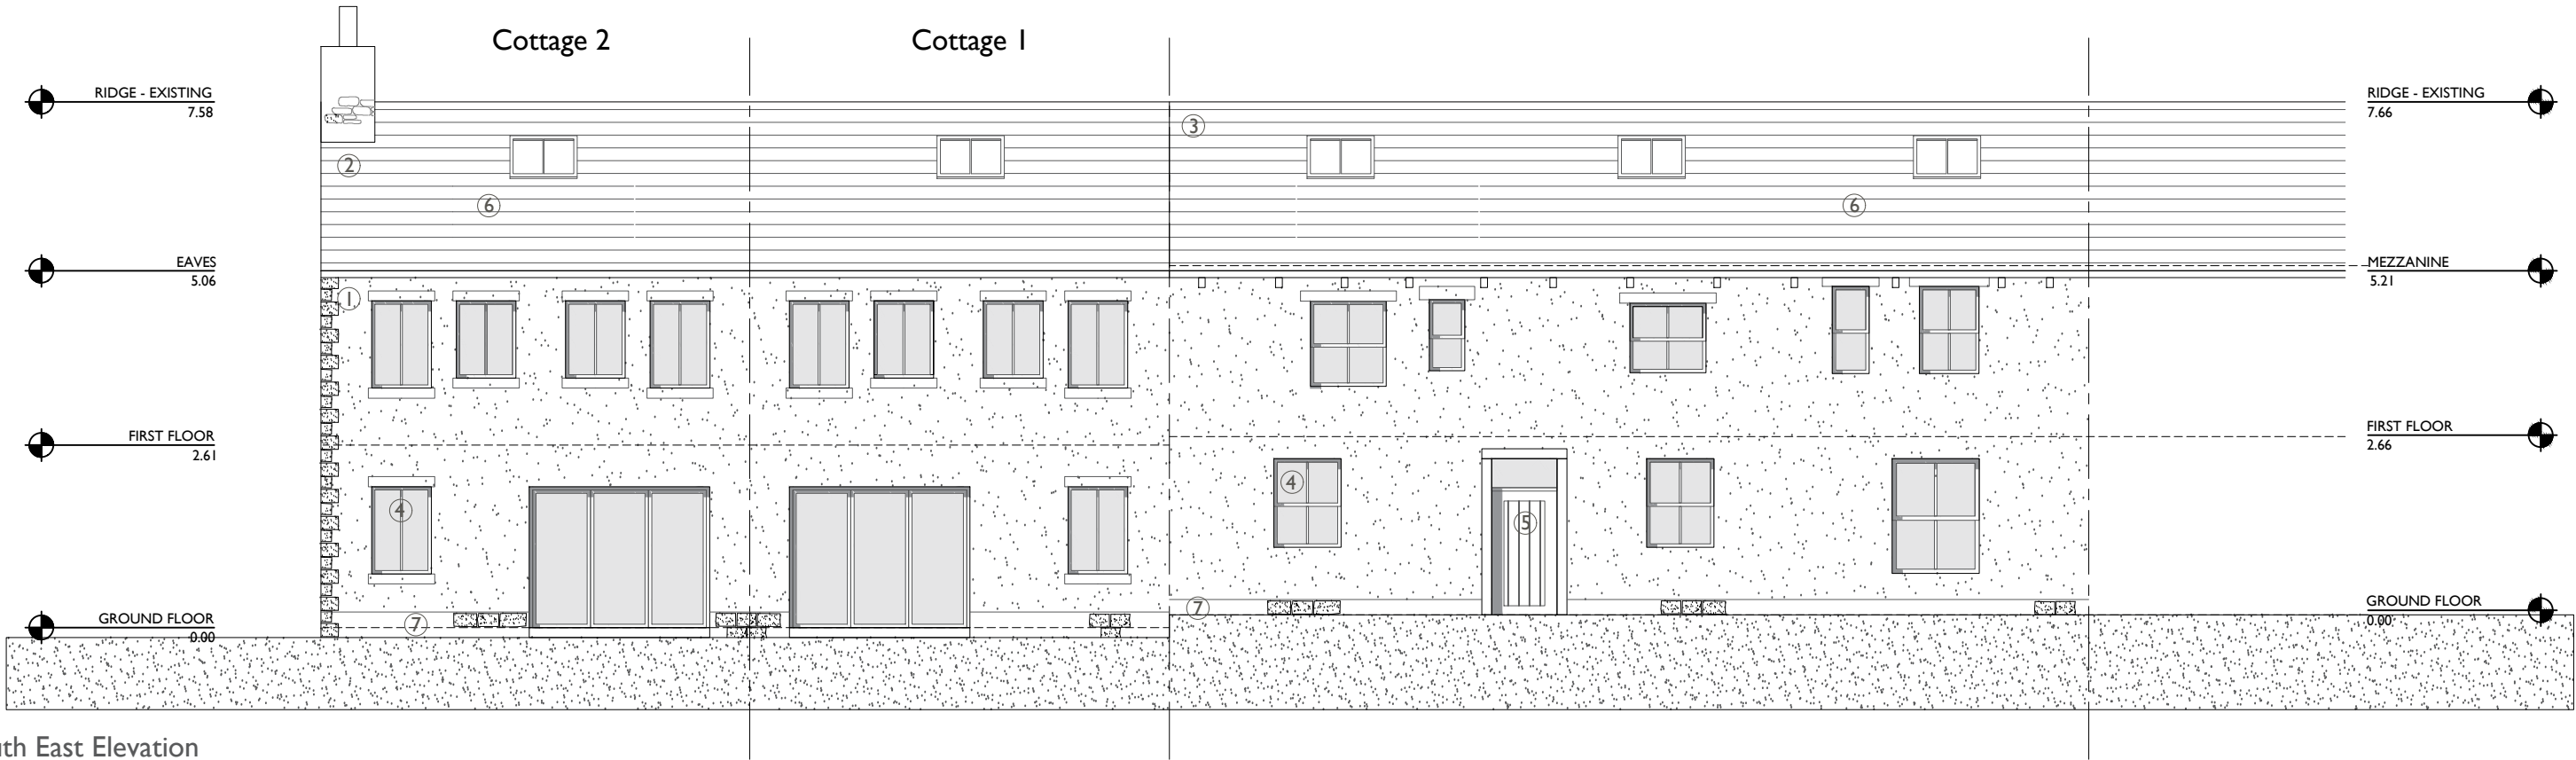 Cottage 2
Cottage 1
RIDGE - EXISTING
7.58
RIDGE - EXISTING
7.66
3
2
6
6
EAVES
5.06
MEZZANINE
5.21
1
FIRST FLOOR
2.61
FIRST FLOOR
2.66
4
4
5
GROUND FLOOR
0.00
7
7
GROUND FLOOR
0.00
uth East Elevation